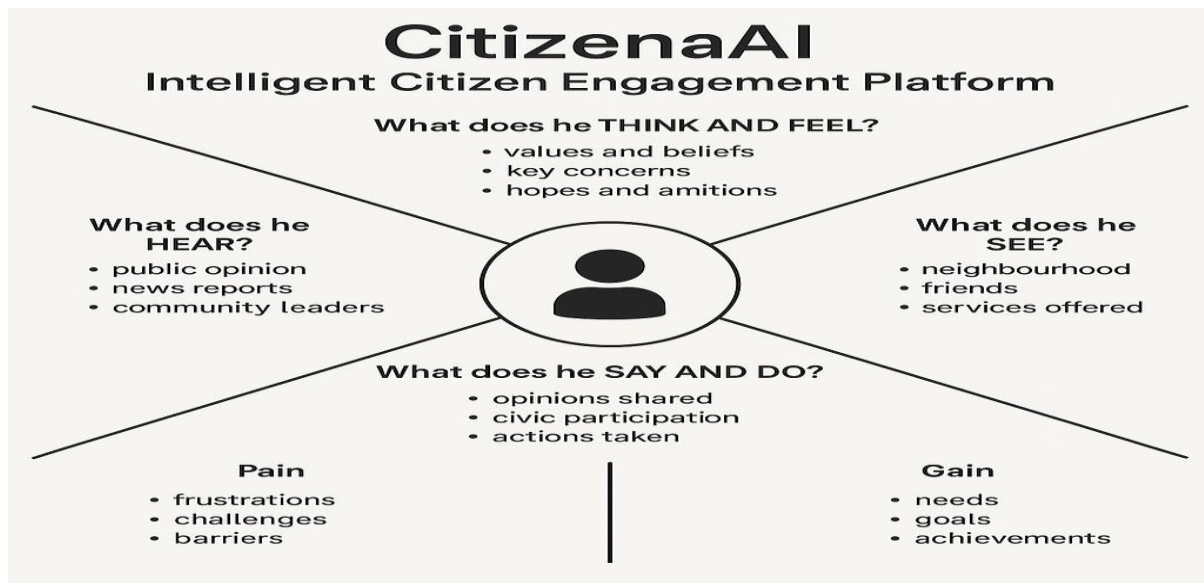 CitizenaAI
Intelligent Citizen Engagement Platform
What does he THINK AND FEEL?
• values and beliefs
• key concerns
• hopes and amitions
What does he
HEAR?
• public opinion
• news reports
• community leaders
What does he
SEE?
• neighbourhood
• friends
• services offered
What does he SAY AND DO?
• opinions shared
• civic participation
• actions taken
Pain
• frustrations
• challenges
• barriers
Gain
• needs
• goals
• achievements